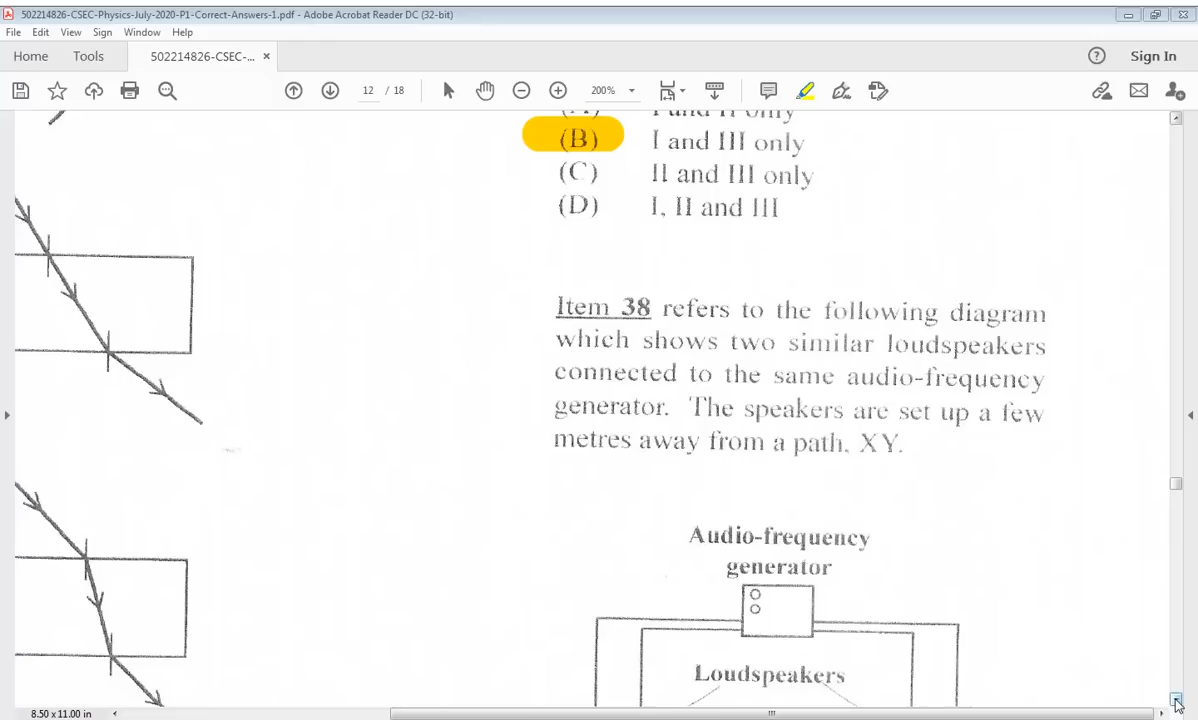 502214826-CSEC-Physics-July-2020-P1-Correct-Answers-1.pdf - Adobe Acrobat Reader DC (32-bit)
File Edit View Sign Window Help
Home Tools 502214826-CSEC-... × Sign In
12 / 18 200%
(A) I and II only
(B) I and III only
(C) II and III only
(D) I, II and III
Item 38 refers to the following diagram
which shows two similar loudspeakers
connected to the same audio-frequency
generator. The speakers are set up a few
metres away from a path, XY.
Audio-frequency
generator
Loudspeakers
8.50 x 11.00 in